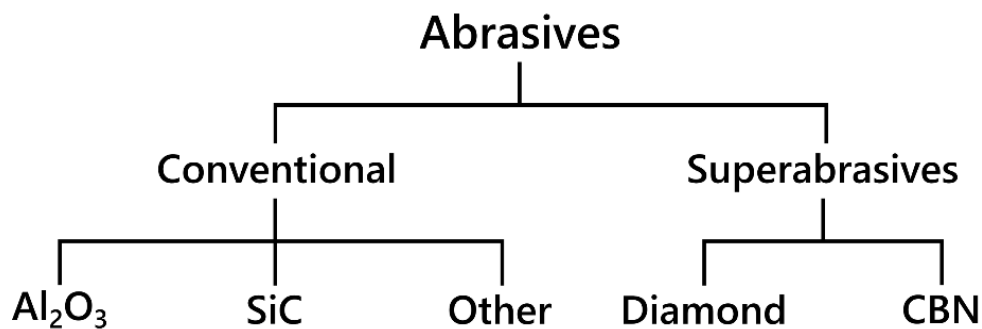 Abrasives
Conventional Superabrasives
Al₂O₃ SiC Other Diamond CBN